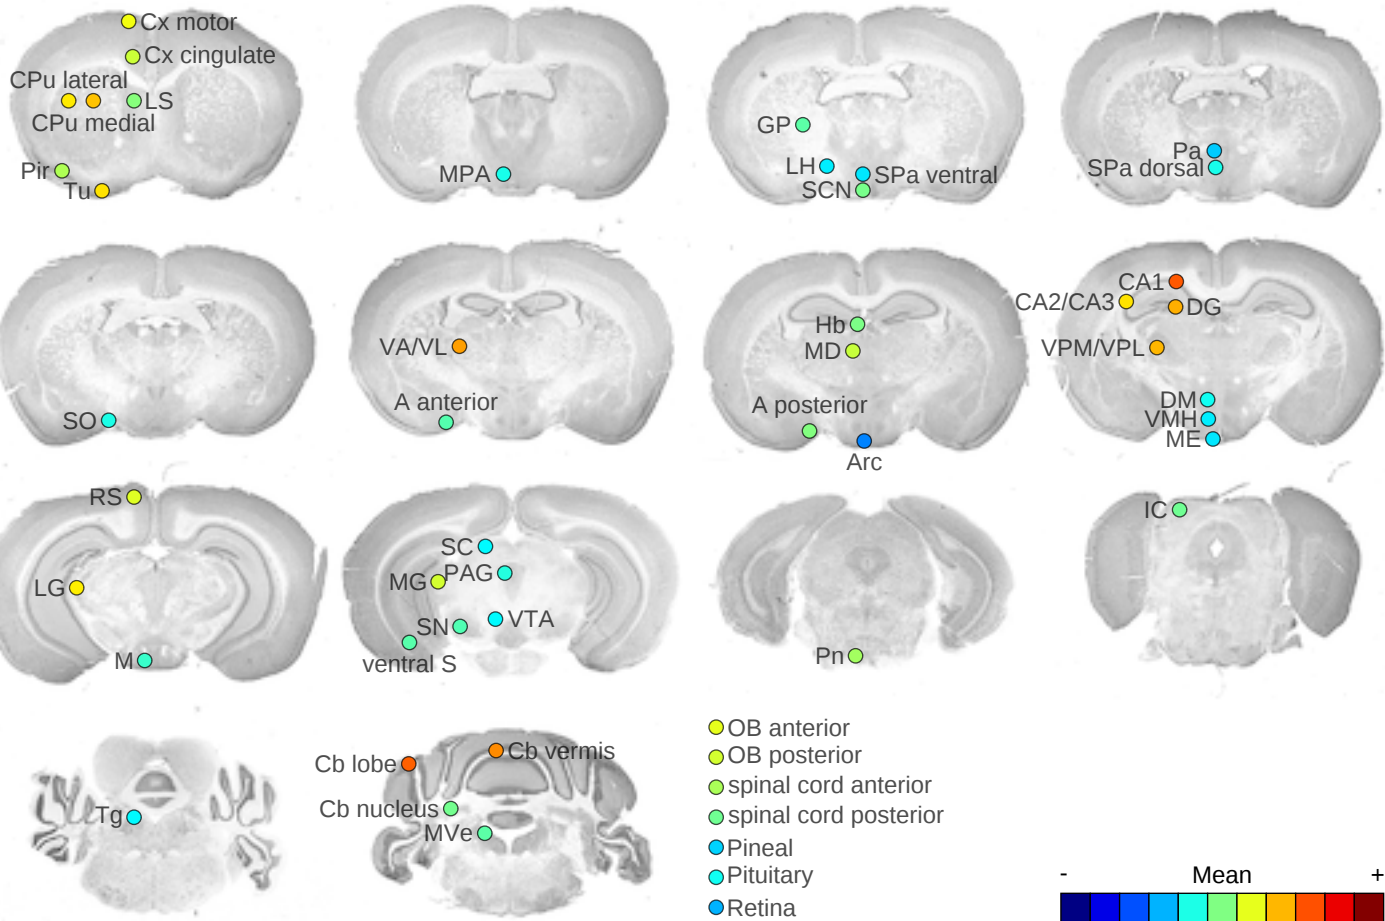 Cx motor
Cx cingulate
CPu lateral
LS
CPu medial
Pir
Tu
MPA
GP
LH
SPa ventral
SCN
Pa
SPa dorsal
SO
VA/VL
A anterior
Hb
MD
A posterior
Arc
CA1
CA2/CA3
DG
VPM/VPL
DM
VMH
ME
RS
LG
M
SC
MG
PAG
SN
VTA
ventral S
Pn
IC
Tg
Cb lobe
Cb vermis
Cb nucleus
MVe
OB anterior
OB posterior
spinal cord anterior
spinal cord posterior
Pineal
Pituitary
Retina
- Mean +